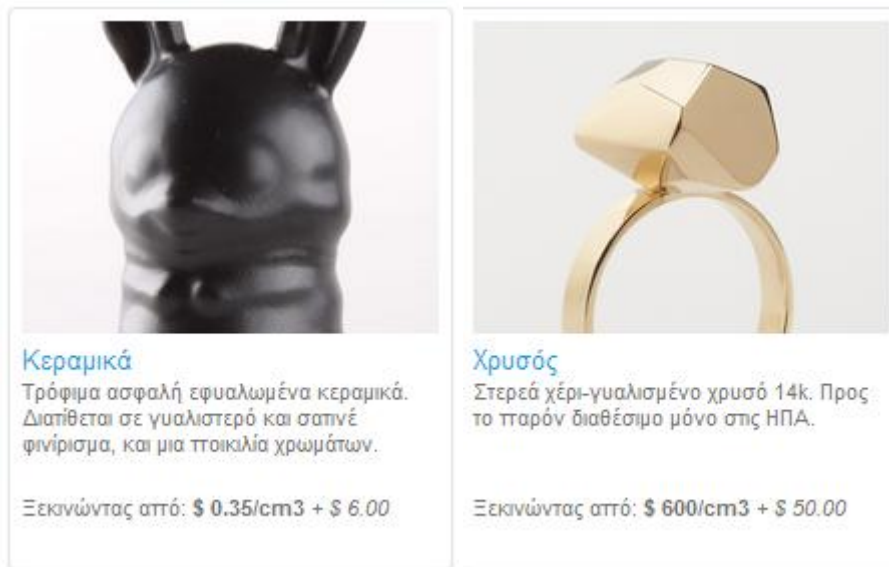 Κεραμικά
Τρόφιμα ασφαλή εφυαλωμένα κεραμικά.
Διατίθεται σε γυαλιστερό και σατινέ
φινίρισμα, και μια ποικιλία χρωμάτων.
Ξεκινώντας από: $ 0.35/cm3 + $ 6.00
Χρυσός
Στερεά χέρι-γυαλισμένο χρυσό 14k. Προς
το παρόν διαθέσιμο μόνο στις ΗΠΑ.
Ξεκινώντας από: $ 600/cm3 + $ 50.00